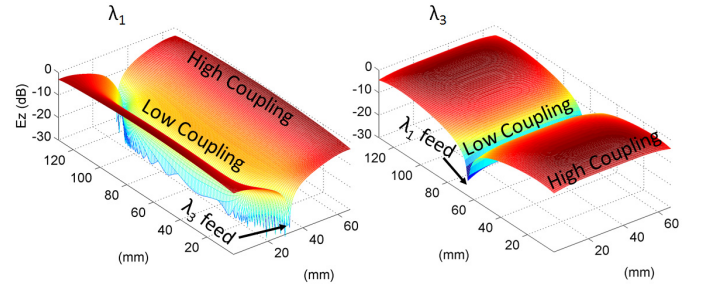 λ1
High Coupling
Low Coupling
Ez (dB)
0
-10
-20
-30
120
100
80
60
40
20
(mm)
20
40
60
(mm)
λ3 feed
λ3
High Coupling
Low Coupling
λ1 feed
0
-10
-20
-30
120
100
80
60
40
20
(mm)
20
40
60
(mm)